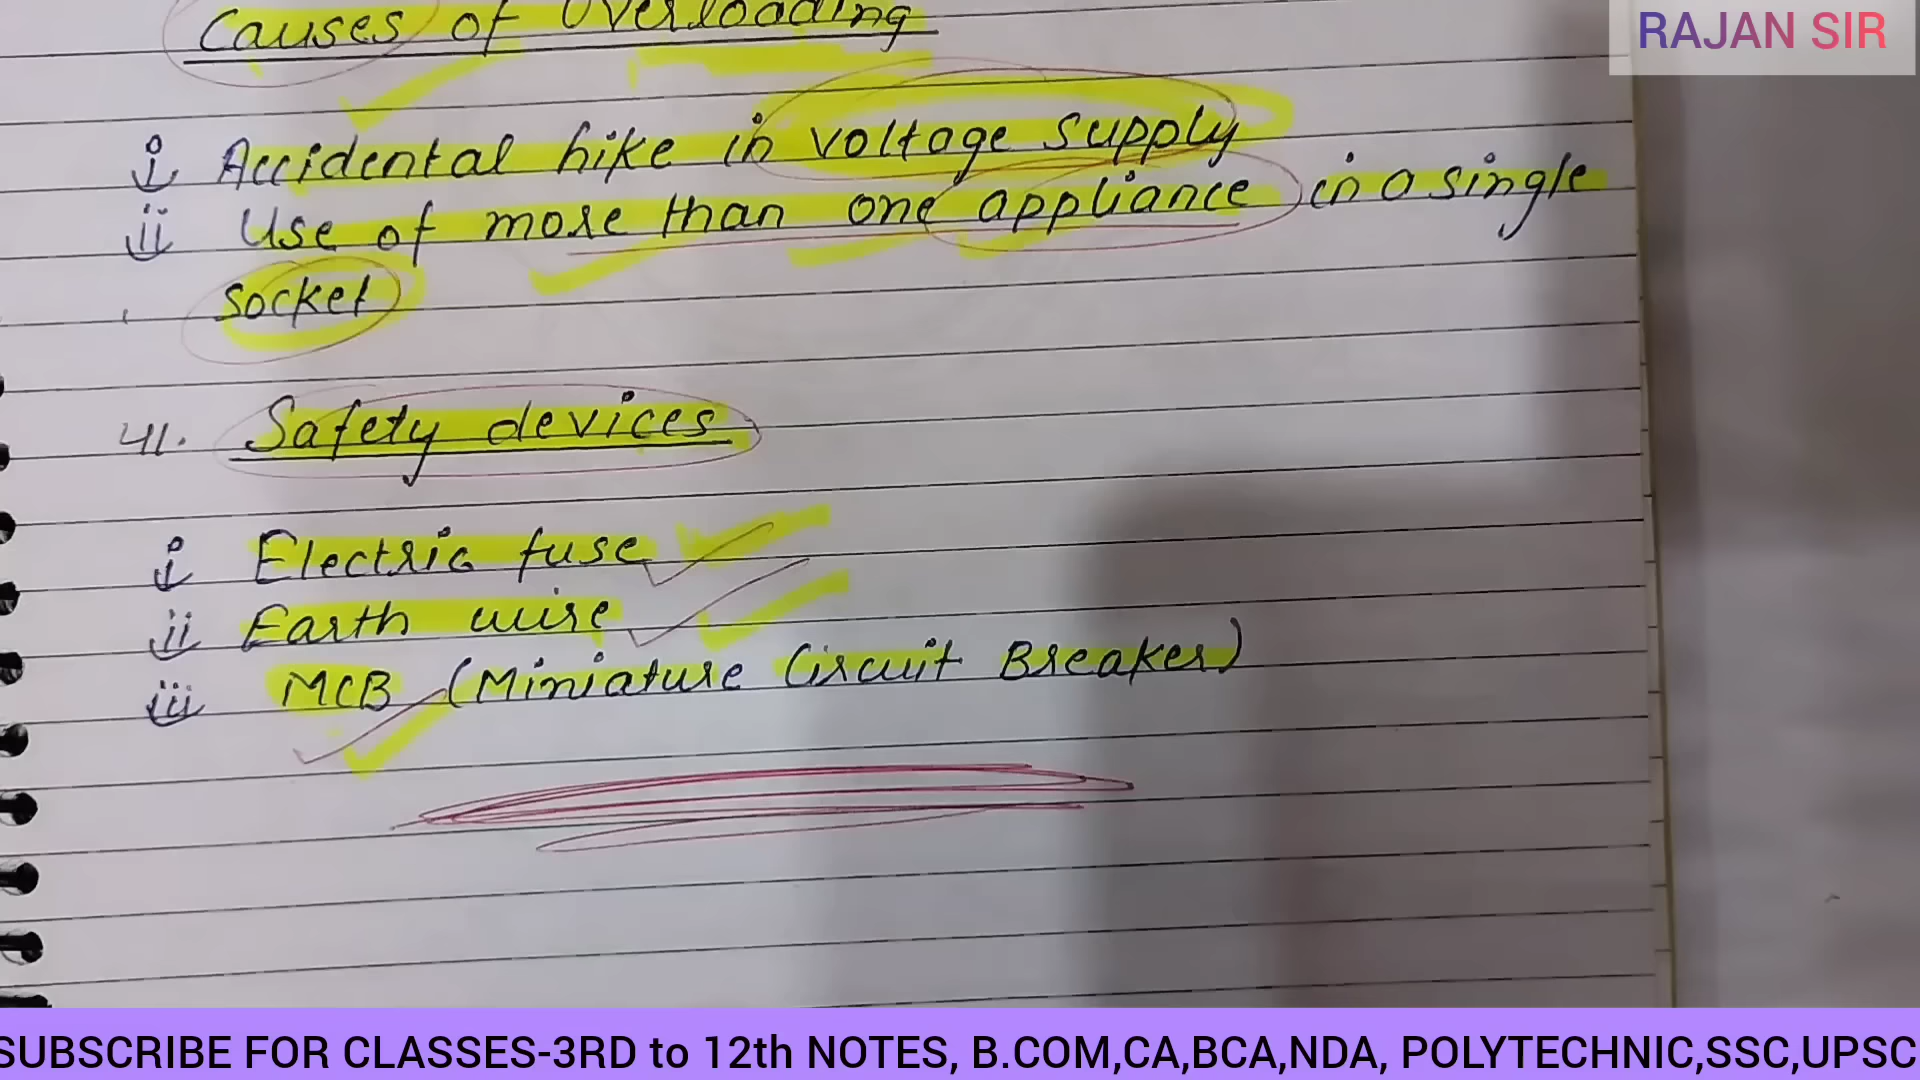 RAJAN SIR
Causes of Overloading
i Accidental hike in voltage supply
ii Use of more than one appliance in a single
socket
41. Safety devices
i Electric fuse
ii Earth wire
iii MCB (Miniature Circuit Breaker)
SUBSCRIBE FOR CLASSES-3RD to 12th NOTES, B.COM,CA,BCA,NDA, POLYTECHNIC,SSC,UPSC